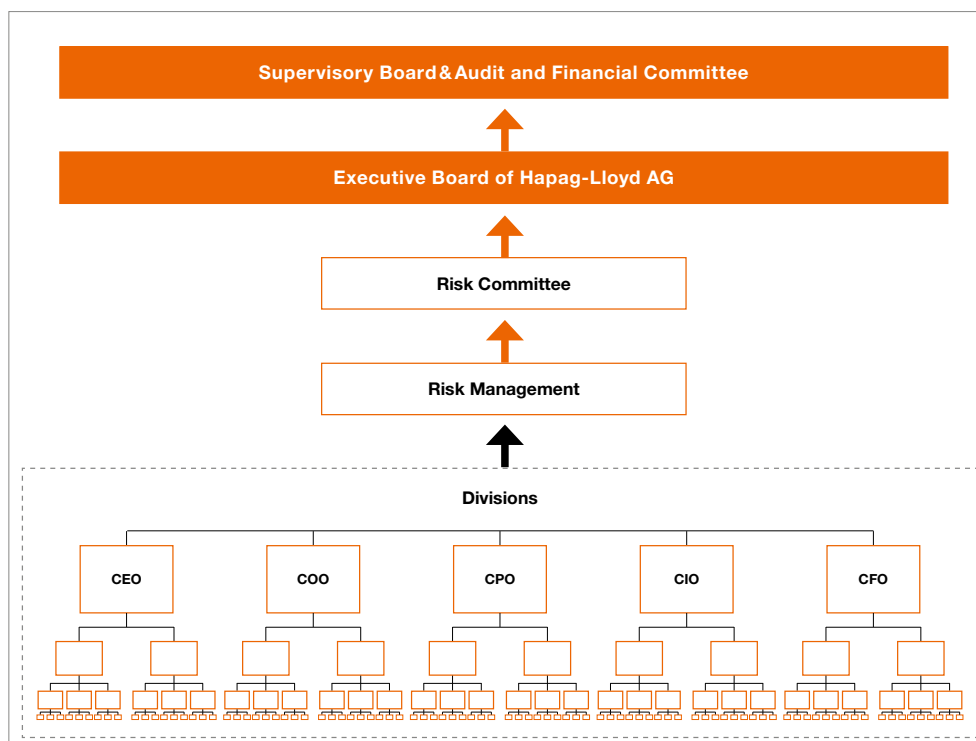 Supervisory Board & Audit and Financial Committee
Executive Board of Hapag-Lloyd AG
Risk Committee
Risk Management
Divisions
CEO
COO
CPO
CIO
CFO